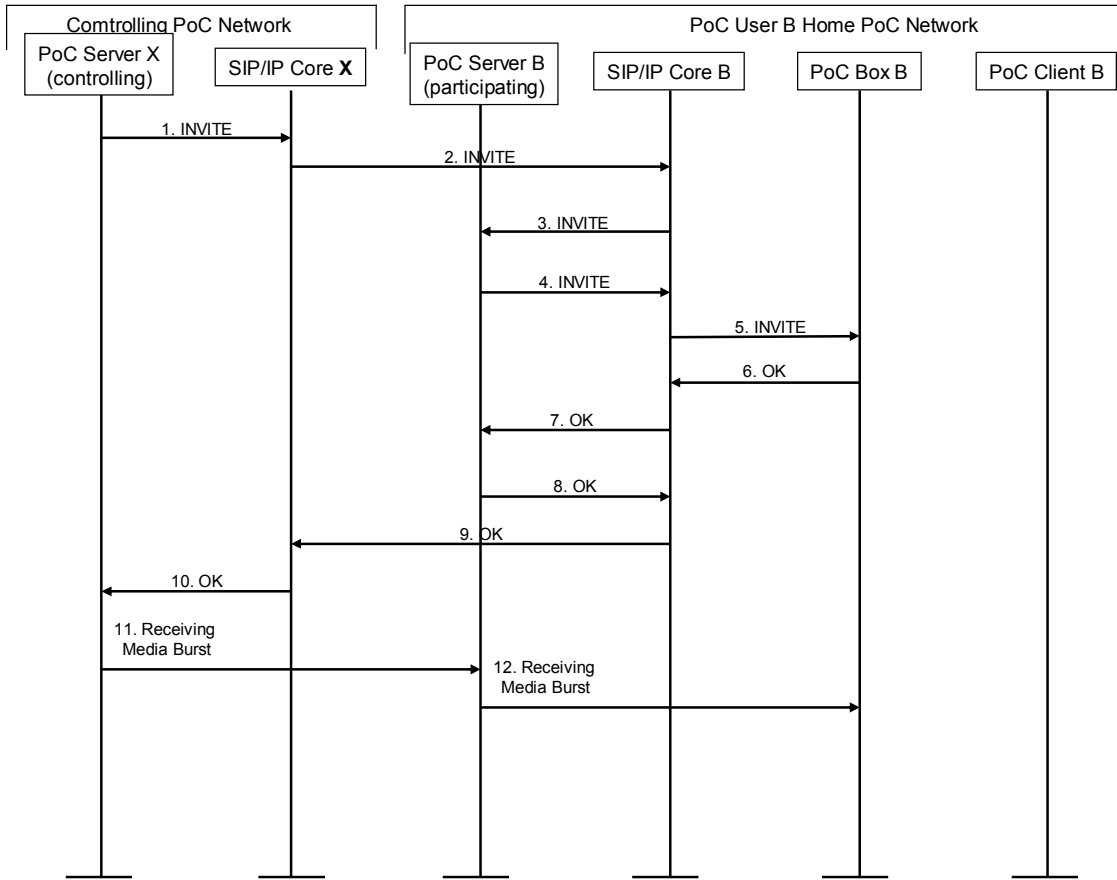 Comtrolling PoC Network
PoC User B Home PoC Network
PoC Server X
(controlling)
SIP/IP Core X
PoC Server B
(participating)
SIP/IP Core B
PoC Box B
PoC Client B
1. INVITE
2. INVITE
3. INVITE
4. INVITE
5. INVITE
6. OK
7. OK
8. OK
9. OK
10. OK
11. Receiving
Media Burst
12. Receiving
Media Burst